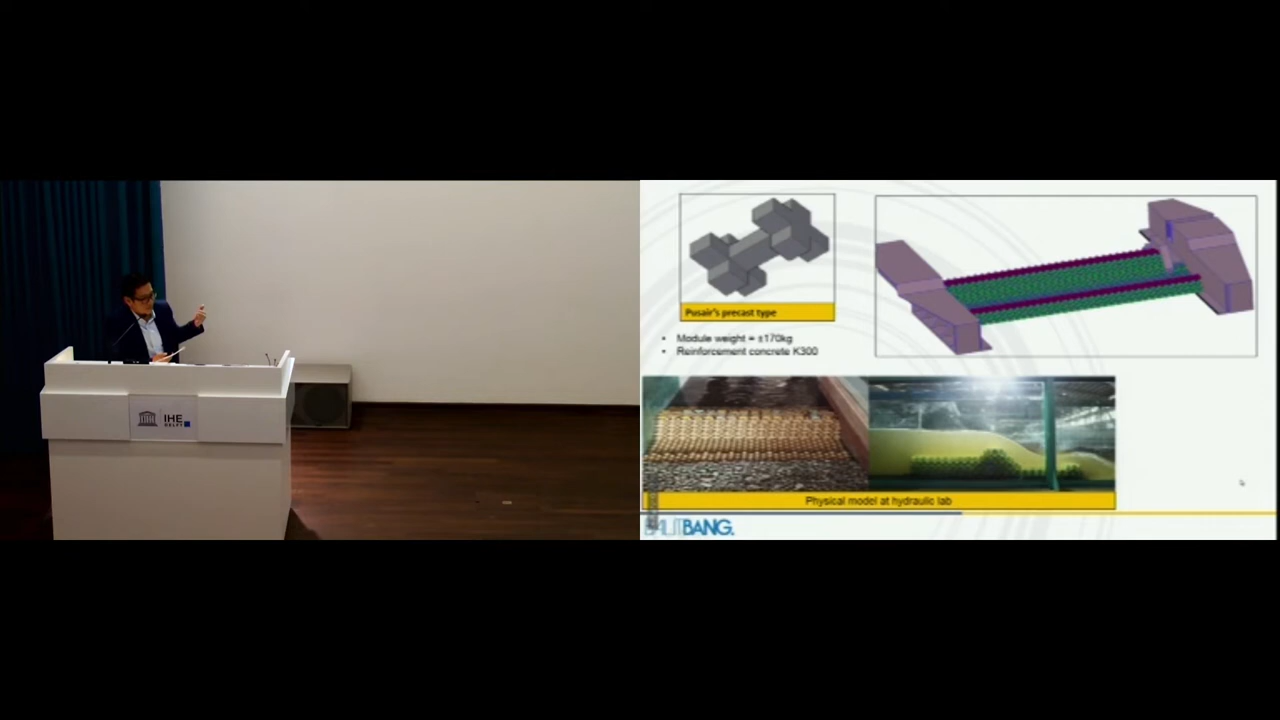 IHE
DELFT
Pusair's precast type
• Module weight = ±170kg
• Reinforcement concrete K300
Physical model at hydraulic lab
BALITBANG.